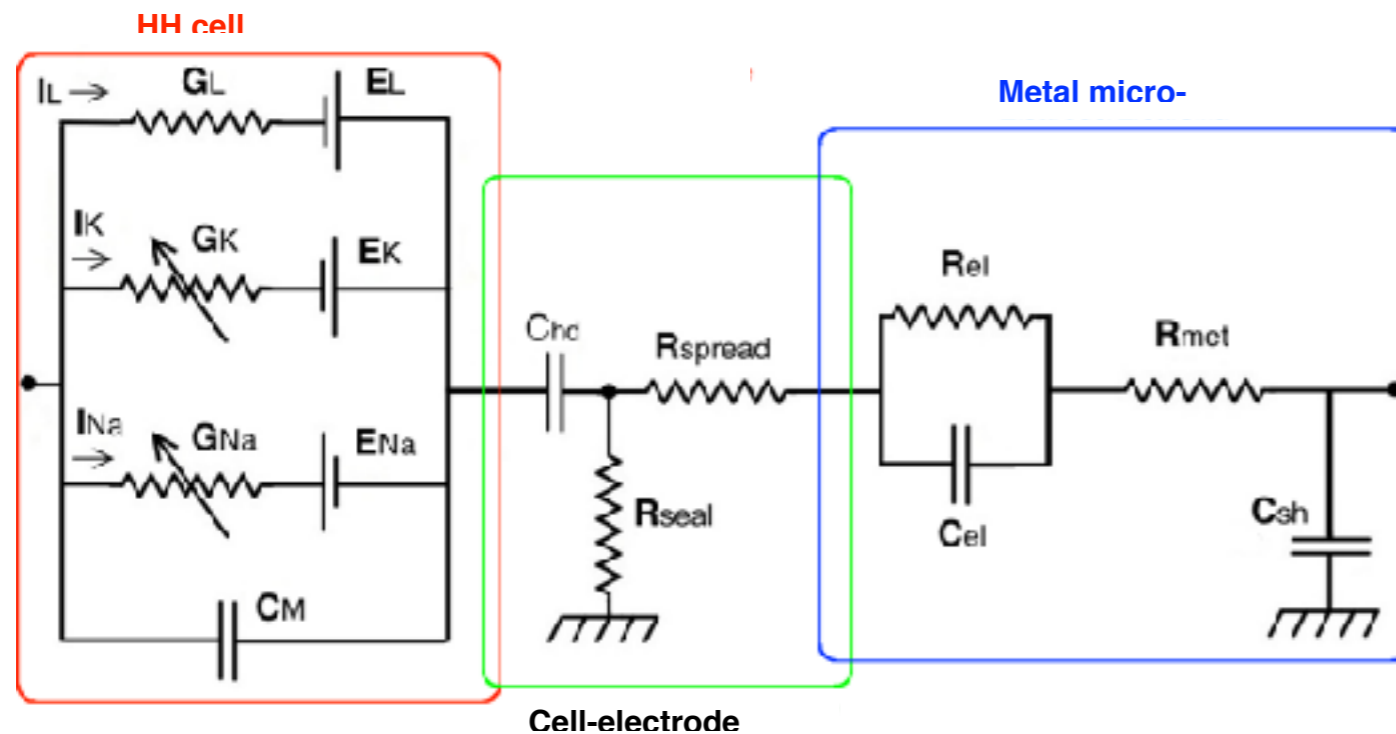 HH cell
IL
GL
EL
Metal micro-
IK
GK
EK
Rel
Chd
Rspread
Rmet
INa
GNa
ENa
Rseal
Cel
Csh
CM
Cell-electrode